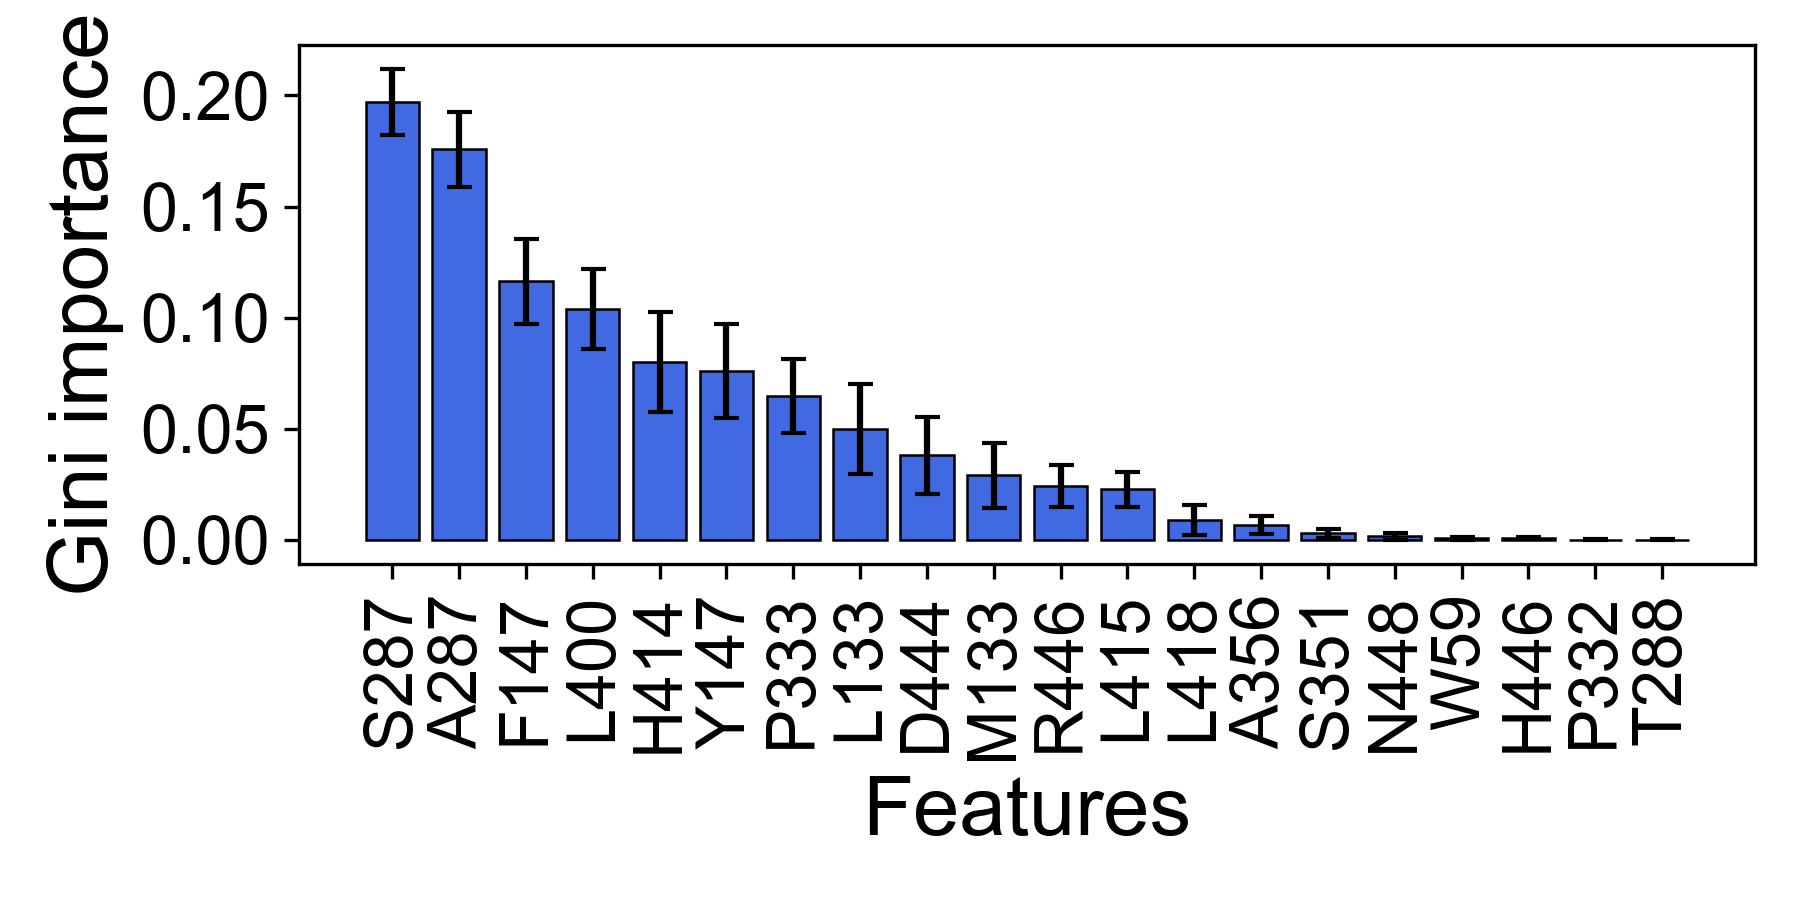 Gini importance
0.20
0.15
0.10
0.05
0.00
S287
A287
F147
L400
H414
Y147
P333
L133
D444
M133
R446
L415
L418
A356
S351
N448
W59
H446
P332
T288
Features